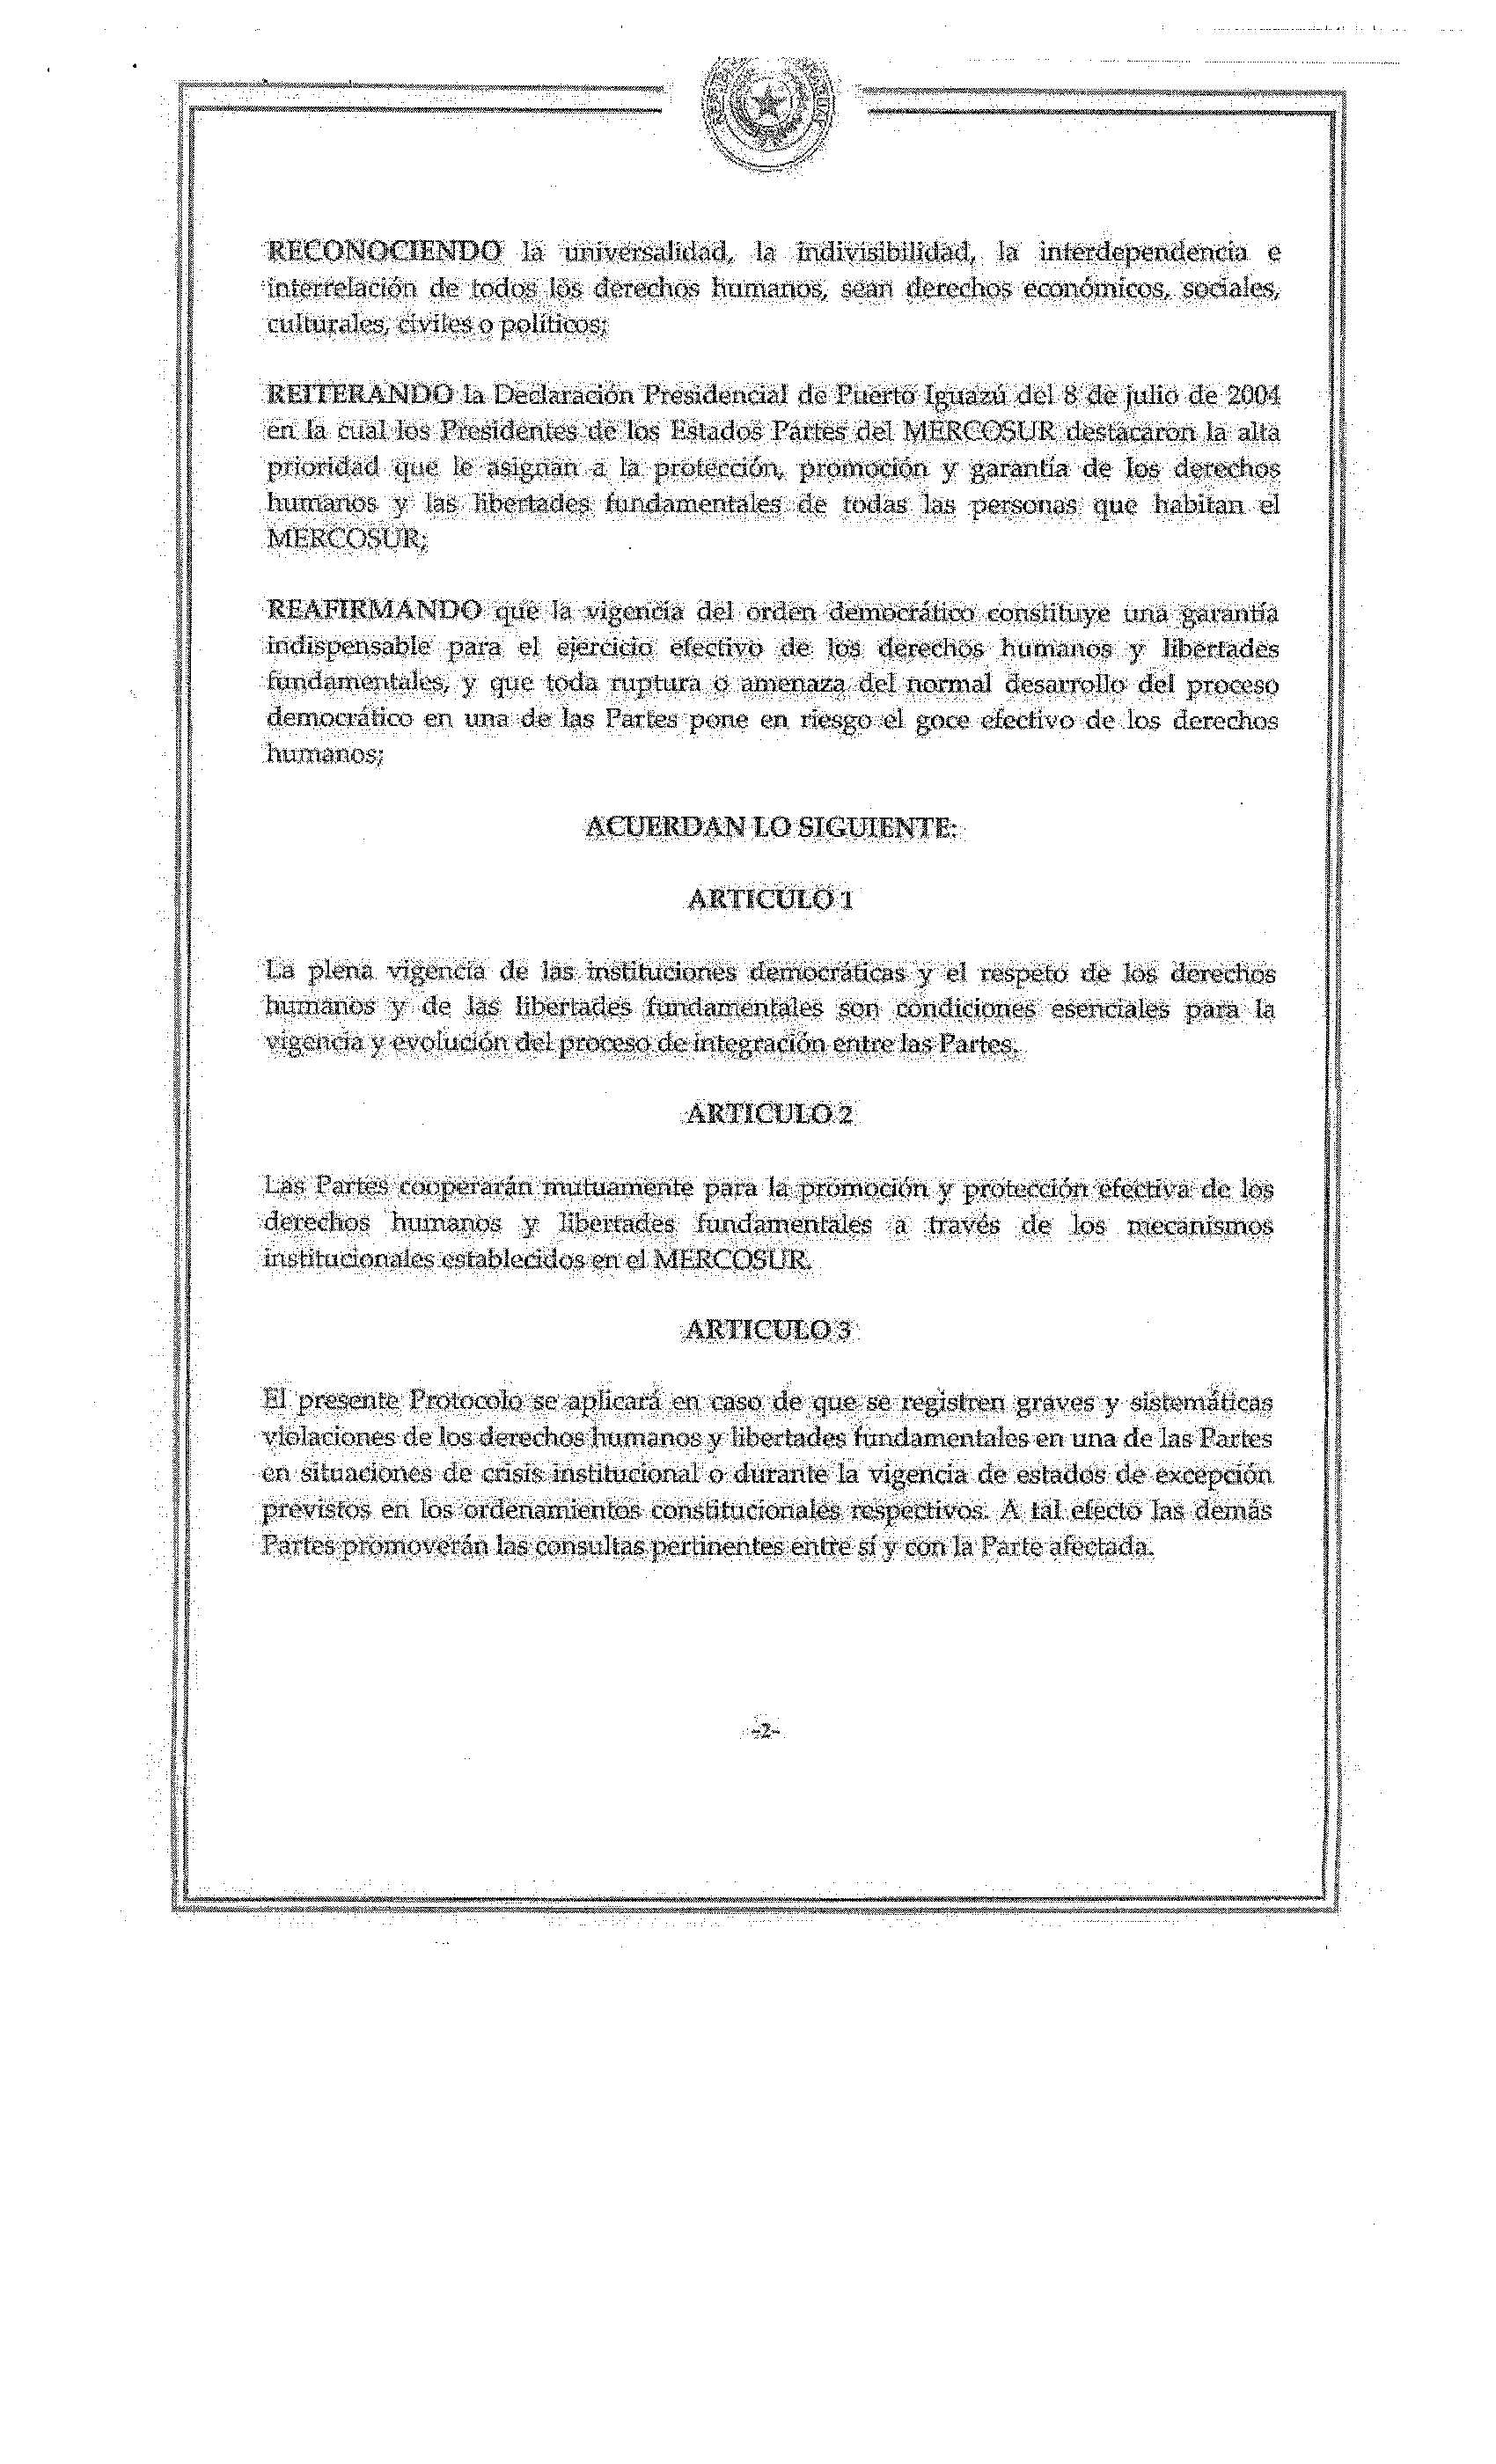 RECONOCIENDO la universalidad, la indivisibilidad, la interdependencia e
interrelación de todos los derechos humanos, sean derechos económicos, sociales,
culturales, civiles o políticos;
REITERANDO la Declaración Presidencial de Puerto Iguazú del 8 de julio de 2004
en la cual los Presidentes de los Estados Partes del MERCOSUR destacaron la alta
prioridad que le asignan a la protección, promoción y garantía de los derechos
humanos y las libertades fundamentales de todas las personas que habitan el
MERCOSUR;
REAFIRMANDO que la vigencia del orden democrático constituye una garantía
indispensable para el ejercicio efectivo de los derechos humanos y libertades
fundamentales, y que toda ruptura o amenaza del normal desarrollo del proceso
democrático en una de las Partes pone en riesgo el goce efectivo de los derechos
humanos;
ACUERDAN LO SIGUIENTE:
ARTICULO 1
La plena vigencia de las instituciones democráticas y el respeto de los derechos
humanos y de las libertades fundamentales son condiciones esenciales para la
vigencia y evolución del proceso de integración entre las Partes.
ARTICULO 2
Las Partes cooperarán mutuamente para la promoción y protección efectiva de los
derechos humanos y libertades fundamentales a través de los mecanismos
institucionales establecidos en el MERCOSUR.
ARTICULO 3
El presente Protocolo se aplicará en caso de que se registren graves y sistemáticas
violaciones de los derechos humanos y libertades fundamentales en una de las Partes
en situaciones de crisis institucional o durante la vigencia de estados de excepción
previstos en los ordenamientos constitucionales respectivos. A tal efecto las demás
Partes promoverán las consultas pertinentes entre sí y con la Parte afectada.
-2-